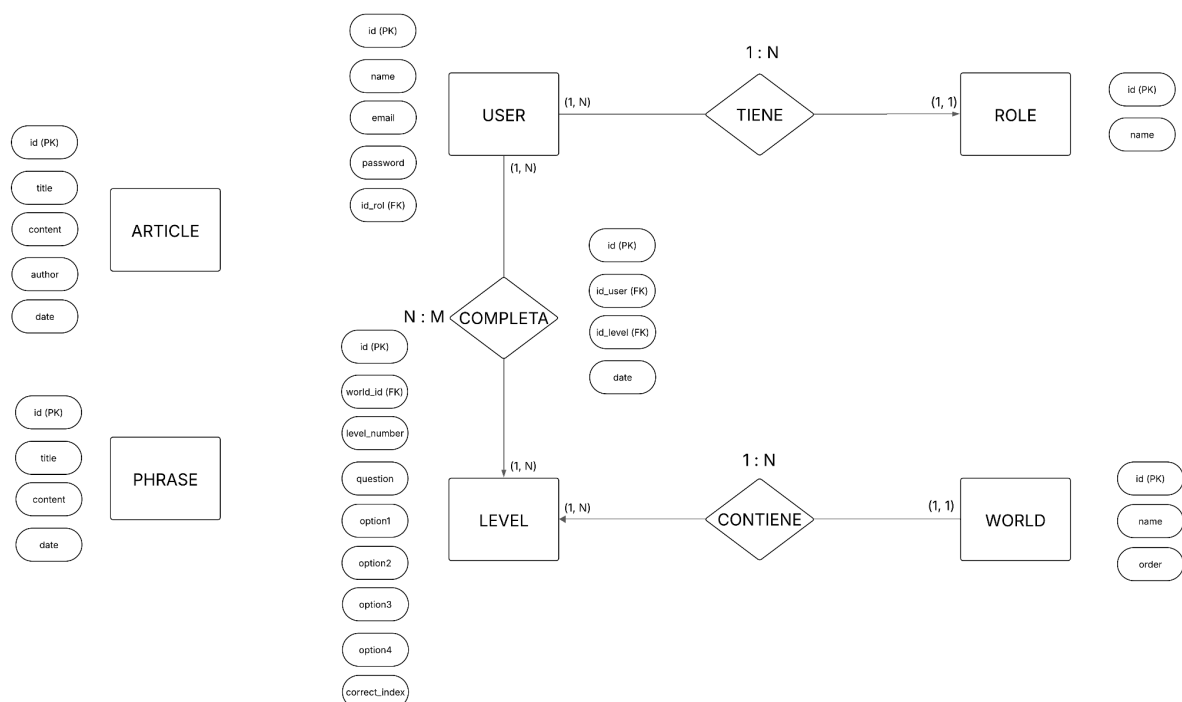 id (PK)
title
content
author
date
ARTICLE
id (PK)
title
content
date
PHRASE
id (PK)
name
email
password
id_rol (FK)
USER
(1, N)
1 : N
TIENE
(1, 1)
ROLE
id (PK)
name
(1, N)
N : M
COMPLETA
id (PK)
id_user (FK)
id_level (FK)
date
id (PK)
world_id (FK)
level_number
question
option1
option2
option3
option4
correct_index
(1, N)
LEVEL
(1, N)
1 : N
CONTIENE
(1, 1)
WORLD
id (PK)
name
order